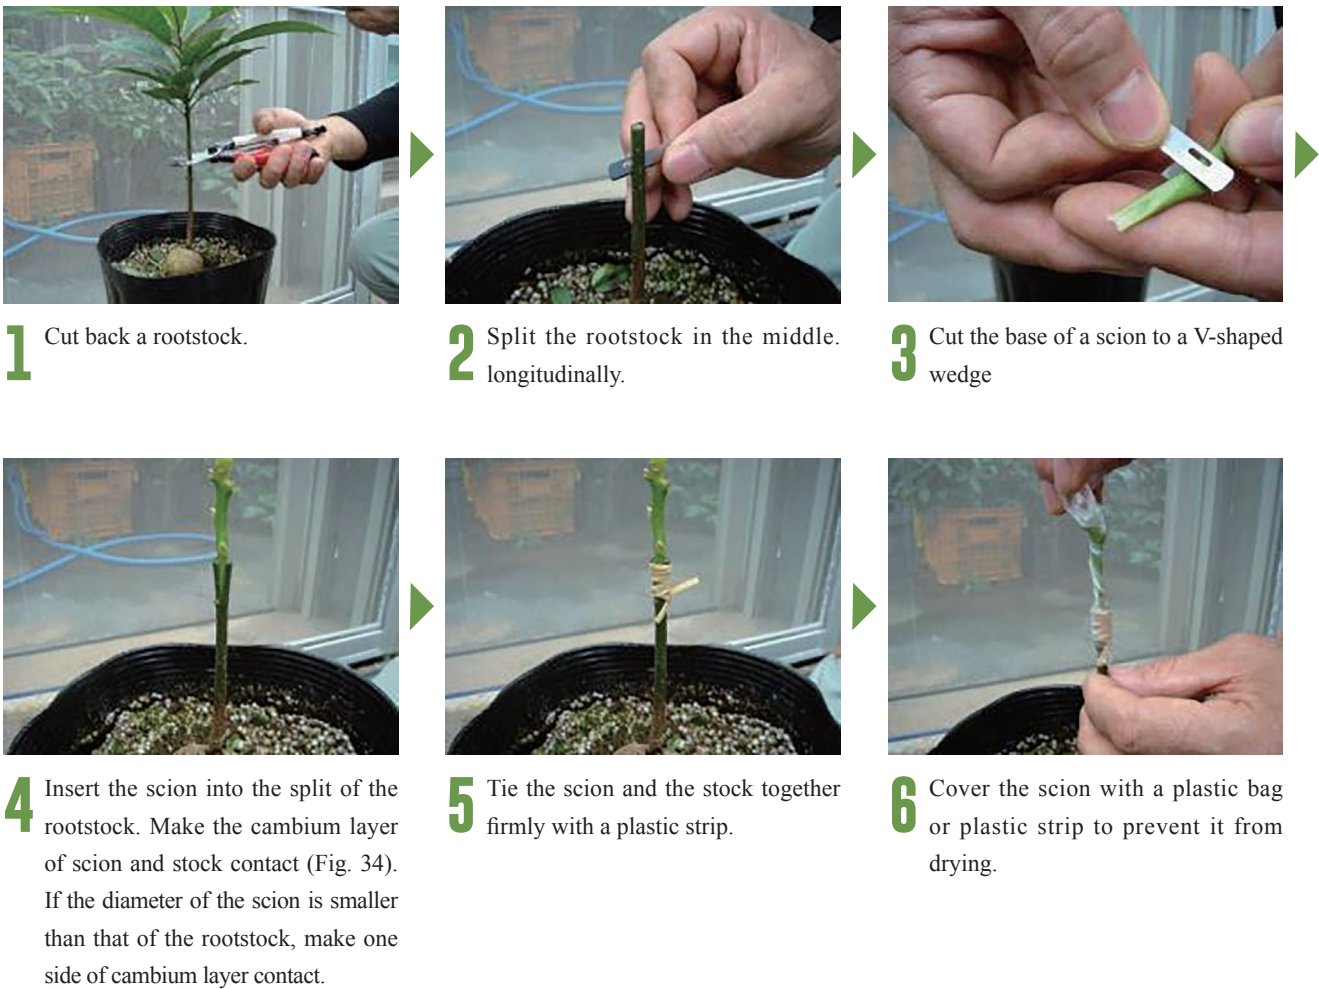 1 Cut back a rootstock.
2 Split the rootstock in the middle.
longitudinally.
3 Cut the base of a scion to a V-shaped
wedge
4 Insert the scion into the split of the
rootstock. Make the cambium layer
of scion and stock contact (Fig. 34).
If the diameter of the scion is smaller
than that of the rootstock, make one
side of cambium layer contact.
5 Tie the scion and the stock together
firmly with a plastic strip.
6 Cover the scion with a plastic bag
or plastic strip to prevent it from
drying.